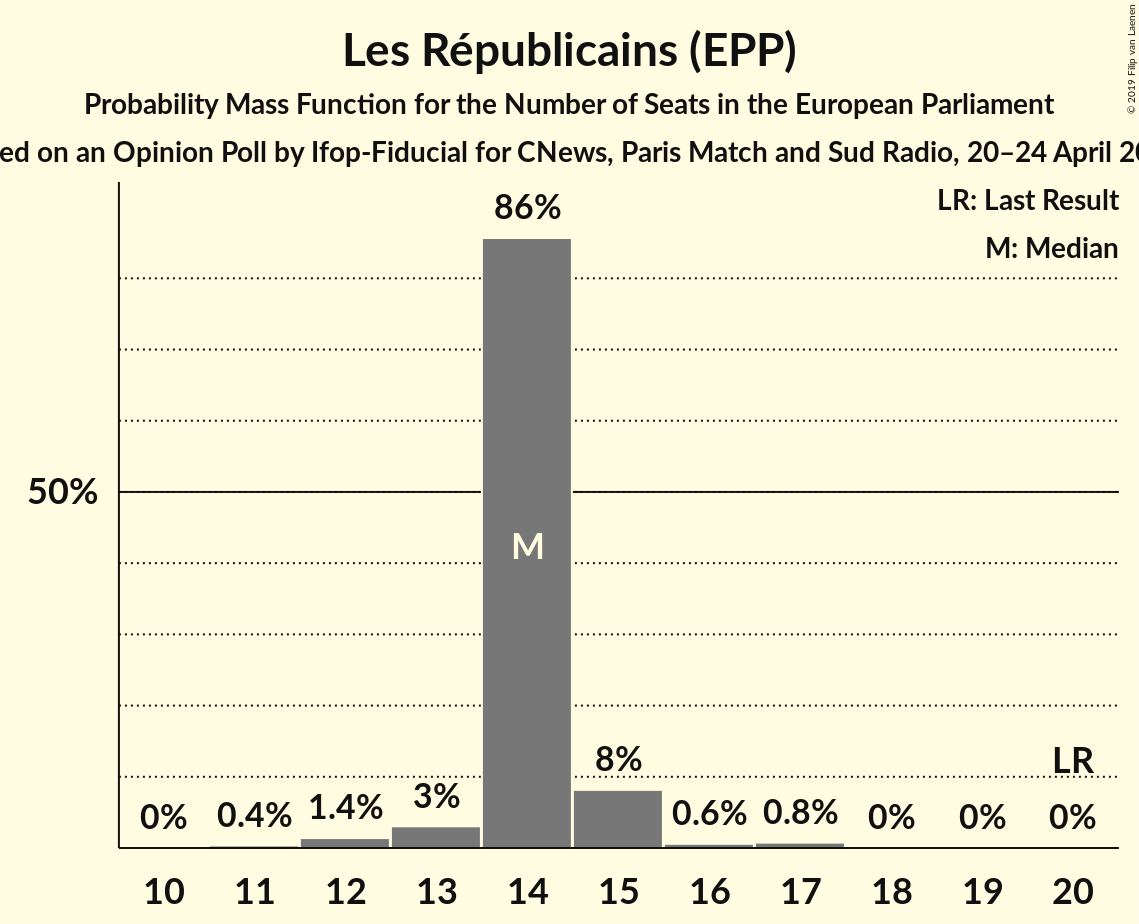 Les Républicains (EPP)
Probability Mass Function for the Number of Seats in the European Parliament
on an Opinion Poll by Ifop-Fiducial for CNews, Paris Match and Sud Radio, 20–24 April
© 2019 Filip van Laenen
LR: Last Result
M: Median
86%
50%
M
8%
LR
0%
0.4%
1.4%
3%
0.6%
0.8%
0%
0%
0%
10 11 12 13 14 15 16 17 18 19 20